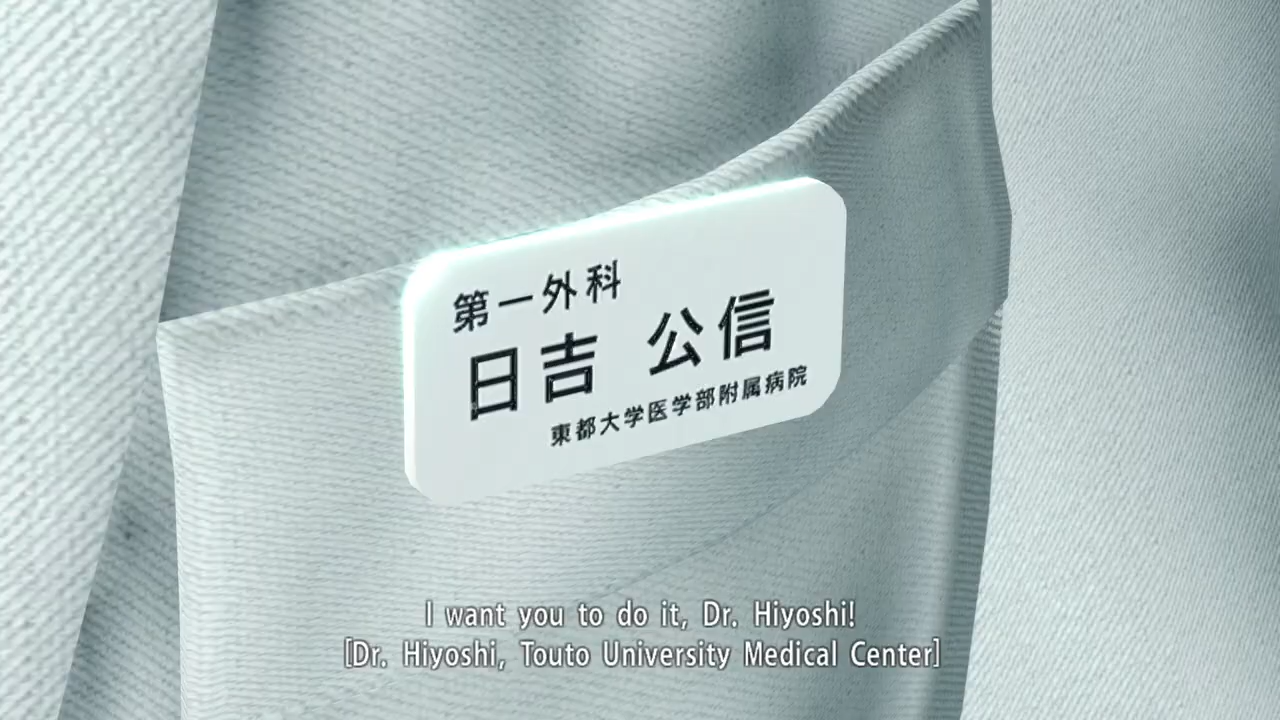 第一外科
日吉 公信
東都大学医学部附属病院
I want you to do it, Dr. Hiyoshi!
[Dr. Hiyoshi, Touto University Medical Center]